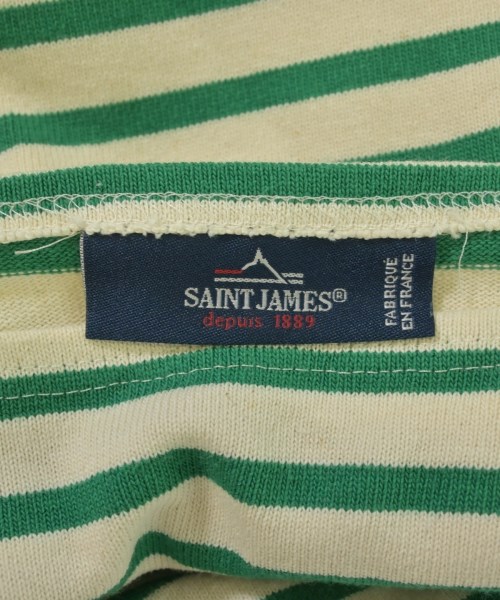 SAINT JAMES®
depuis 1889
FABRIQUÉ
EN FRANCE